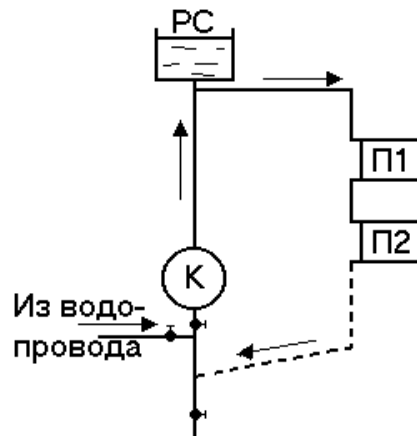 РС
П1
П2
К
Из водо-
провода